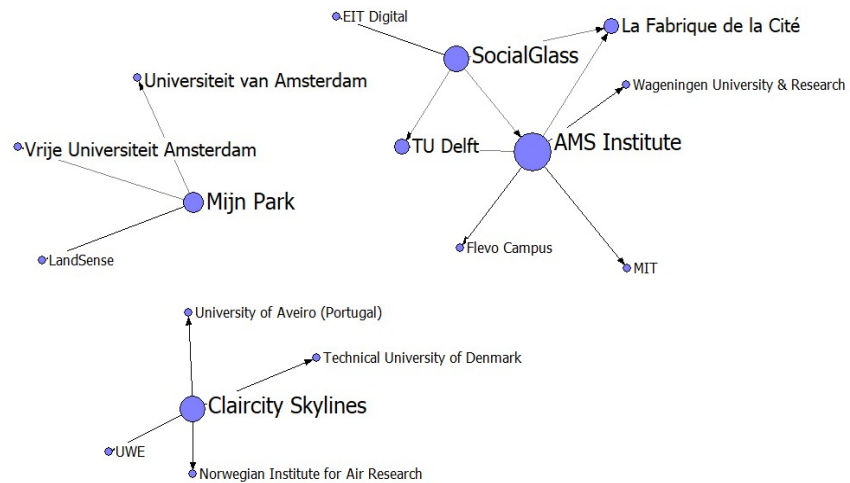 EIT Digital
La Fabrique de la Cité
SocialGlass
Universiteit van Amsterdam
Wageningen University & Research
Vrije Universiteit Amsterdam
TU Delft
AMS Institute
Mijn Park
LandSense
Flevo Campus
MIT
University of Aveiro (Portugal)
Technical University of Denmark
Claircity Skylines
UWE
Norwegian Institute for Air Research